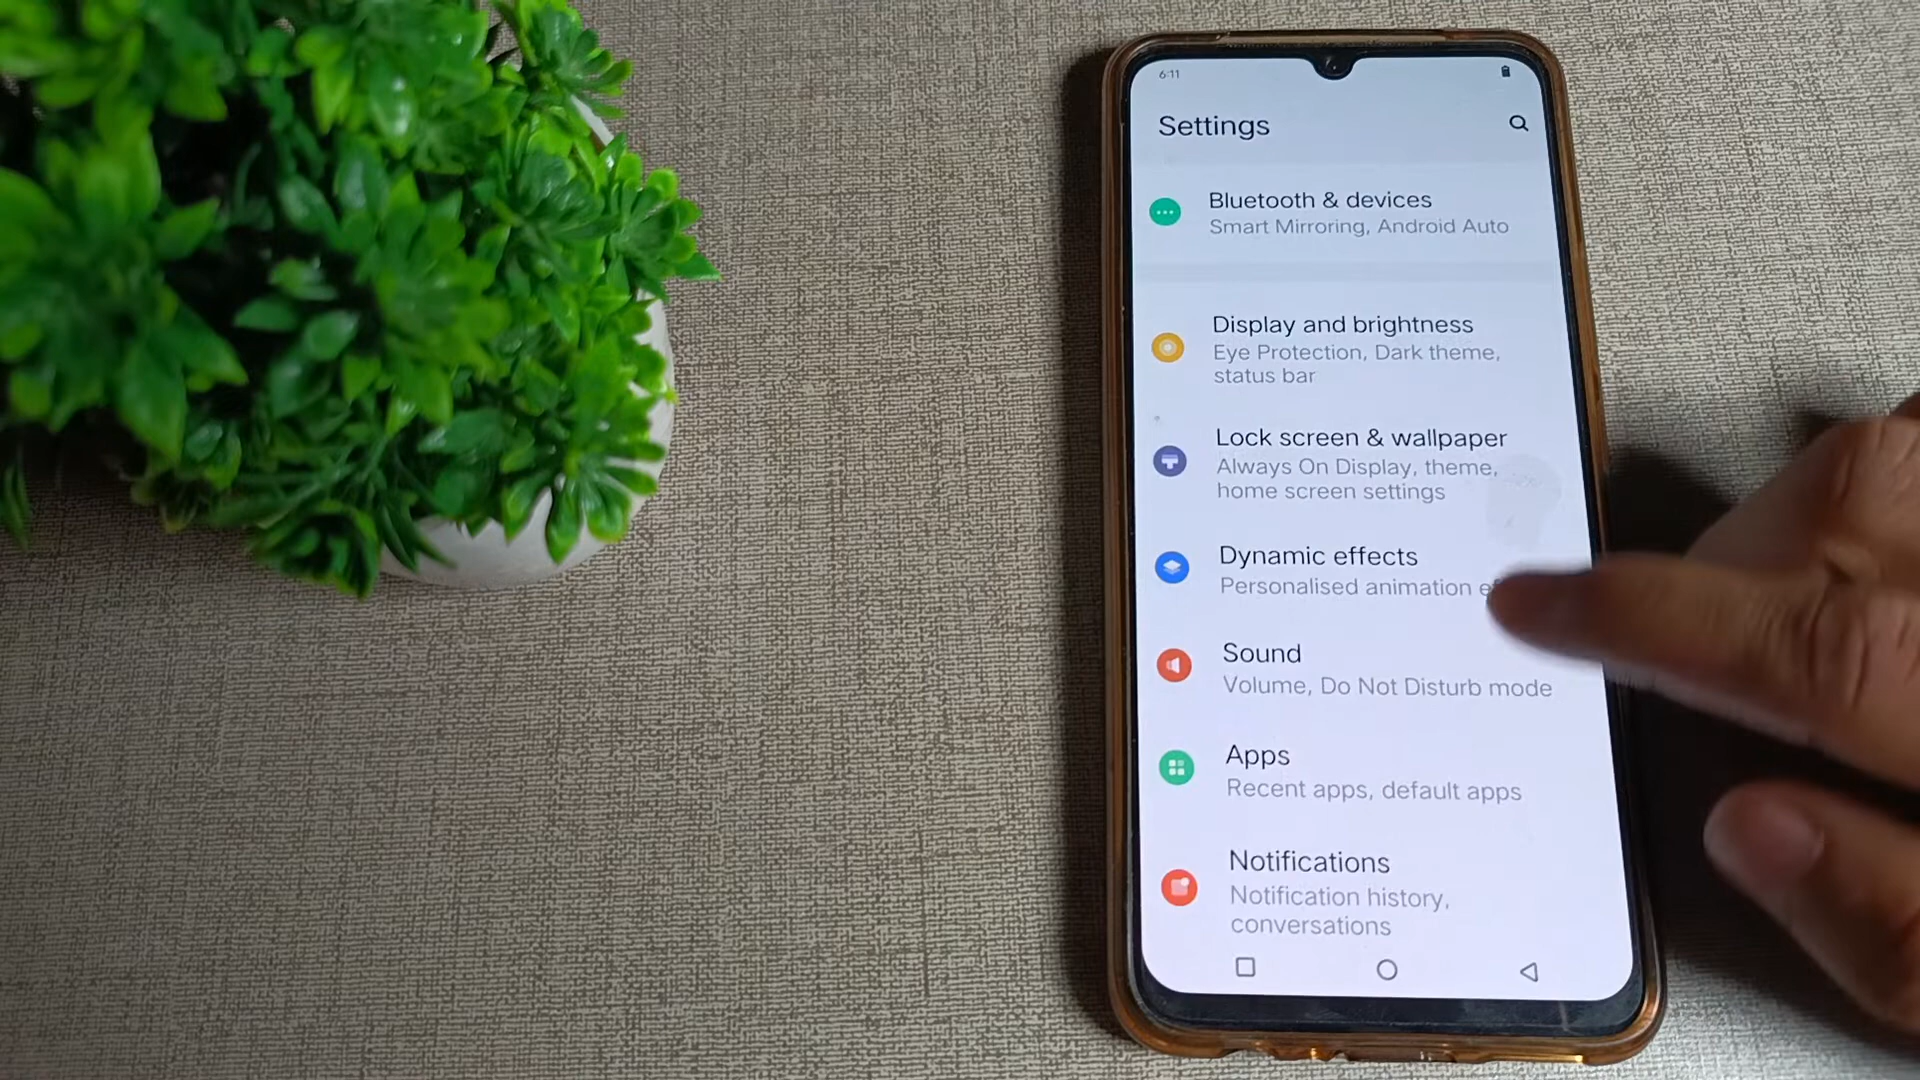 6:11
Settings
Bluetooth & devices
Smart Mirroring, Android Auto
Display and brightness
Eye Protection, Dark theme,
status bar
Lock screen & wallpaper
Always On Display, theme,
home screen settings
Dynamic effects
Personalised animation
Sound
Volume, Do Not Disturb mode
Apps
Recent apps, default apps
Notifications
Notification history,
conversations